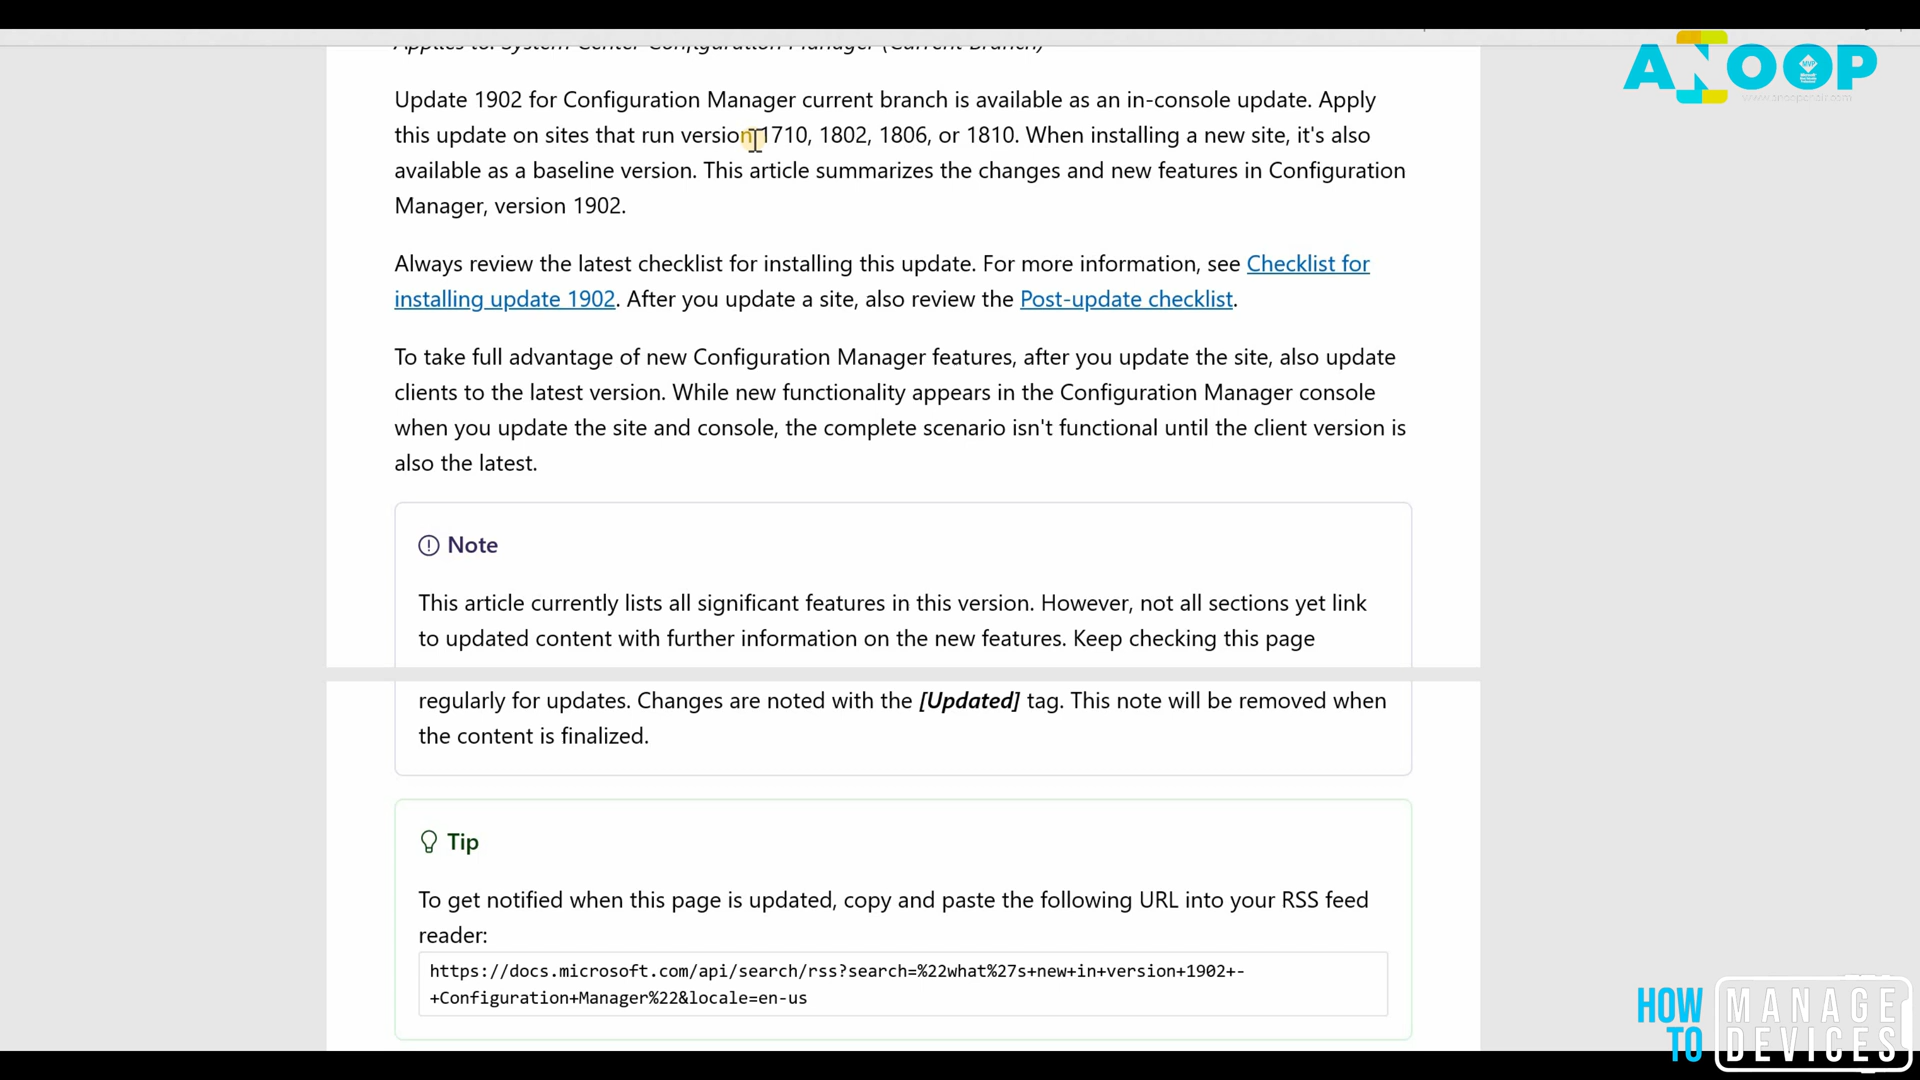 Applies to: System Center Configuration Manager (Current Branch)
ANOOP
Update 1902 for Configuration Manager current branch is available as an in-console update. Apply
this update on sites that run version 1710, 1802, 1806, or 1810. When installing a new site, it's also
available as a baseline version. This article summarizes the changes and new features in Configuration
Manager, version 1902.
Always review the latest checklist for installing this update. For more information, see Checklist for
installing update 1902. After you update a site, also review the Post-update checklist.
To take full advantage of new Configuration Manager features, after you update the site, also update
clients to the latest version. While new functionality appears in the Configuration Manager console
when you update the site and console, the complete scenario isn't functional until the client version is
also the latest.
Note
This article currently lists all significant features in this version. However, not all sections yet link
to updated content with further information on the new features. Keep checking this page
regularly for updates. Changes are noted with the [Updated] tag. This note will be removed when
the content is finalized.
Tip
To get notified when this page is updated, copy and paste the following URL into your RSS feed
reader:
https://docs.microsoft.com/api/search/rss?search=%22what%27s+new+in+version+1902+-
+Configuration+Manager%22&locale=en-us
HOW TO
MANAGE
DEVICES